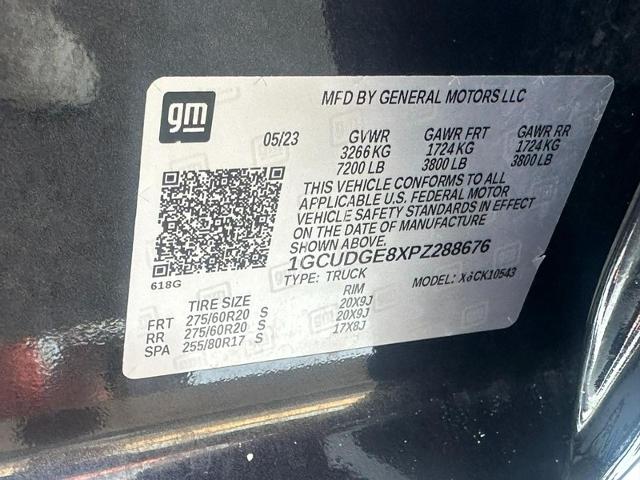 gm
MFD BY GENERAL MOTORS LLC
05/23 GVWR GAWR FRT GAWR RR
3266 KG 1724 KG 1724 KG
7200 LB 3800 LB 3800 LB
THIS VEHICLE CONFORMS TO ALL
APPLICABLE U.S. FEDERAL MOTOR
VEHICLE SAFETY STANDARDS IN EFFECT
ON THE DATE OF MANUFACTURE
SHOWN ABOVE.
1GCUDGE8XPZ288676
618G
TYPE: TRUCK MODEL: X6CK10543
TIRE SIZE RIM
FRT 275/60R20 S 20X9J
RR 275/60R20 S 20X9J
SPA 255/80R17 S 17X8J